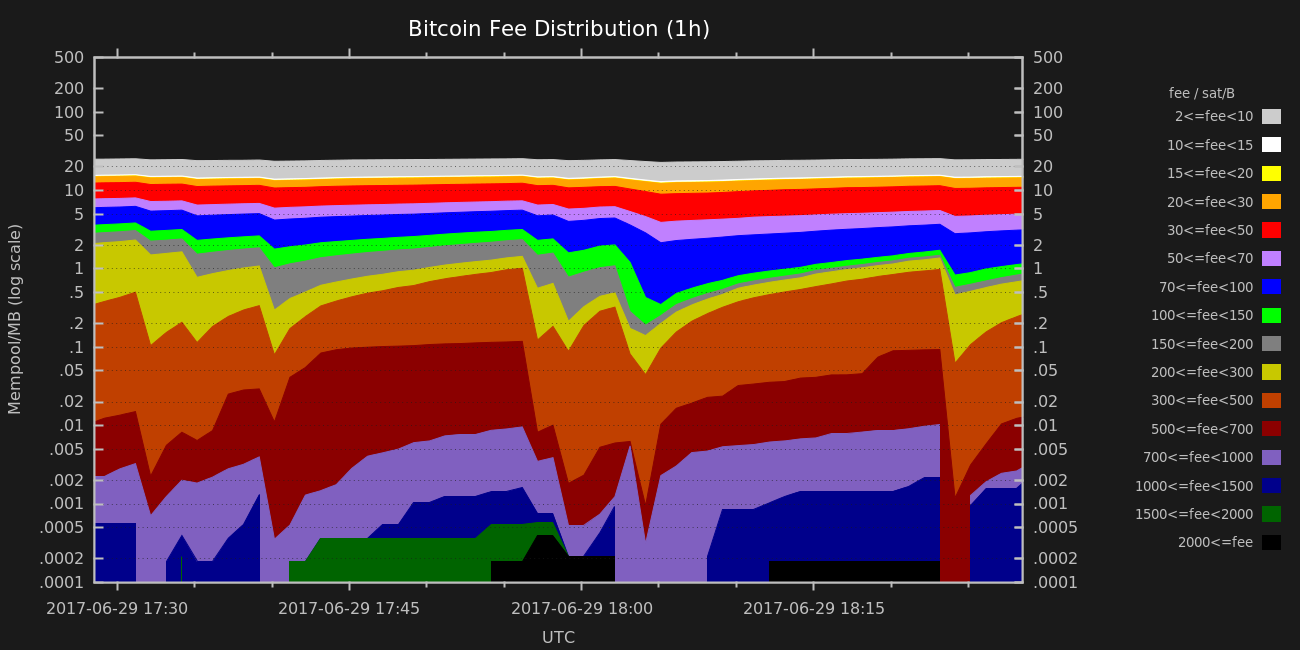 Bitcoin Fee Distribution (1h)
500 500
200 200
100 100
50 50
20 20
10 10
5 5
2 2
1 1
.5 .5
.2 .2
.1 .1
.05 .05
.02 .02
.01 .01
.005 .005
.002 .002
.001 .001
.0005 .0005
.0002 .0002
.0001 .0001
Mempool/MB (log scale)
2017-06-29 17:30 2017-06-29 17:45 2017-06-29 18:00 2017-06-29 18:15
UTC
fee / sat/B
2<=fee<10
10<=fee<15
15<=fee<20
20<=fee<30
30<=fee<50
50<=fee<70
70<=fee<100
100<=fee<150
150<=fee<200
200<=fee<300
300<=fee<500
500<=fee<700
700<=fee<1000
1000<=fee<1500
1500<=fee<2000
2000<=fee